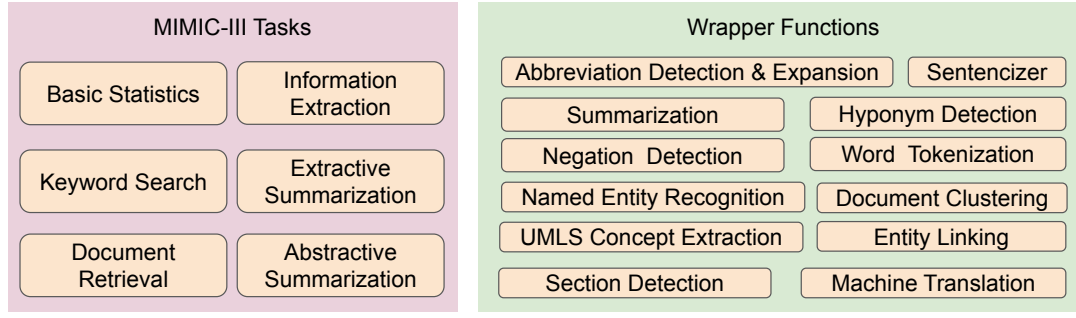 MIMIC-III Tasks
Basic Statistics
Information
Extraction
Keyword Search
Extractive
Summarization
Document
Retrieval
Abstractive
Summarization
Wrapper Functions
Abbreviation Detection & Expansion
Sentencizer
Summarization
Hyponym Detection
Negation Detection
Word Tokenization
Named Entity Recognition
Document Clustering
UMLS Concept Extraction
Entity Linking
Section Detection
Machine Translation